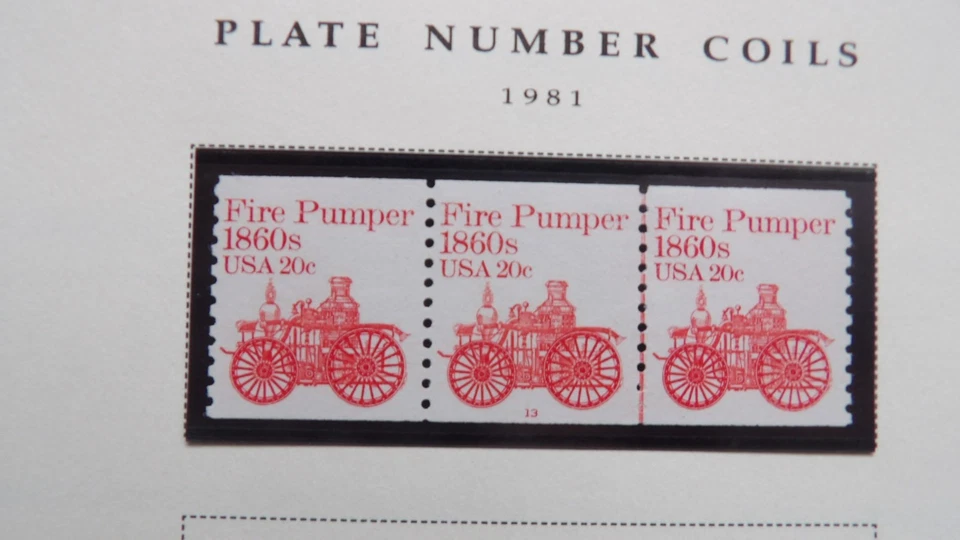 PLATE NUMBER COILS
1981
Fire Pumper
1860s
USA 20c
Fire Pumper
1860s
USA 20c
13
Fire Pumper
1860s
USA 20c